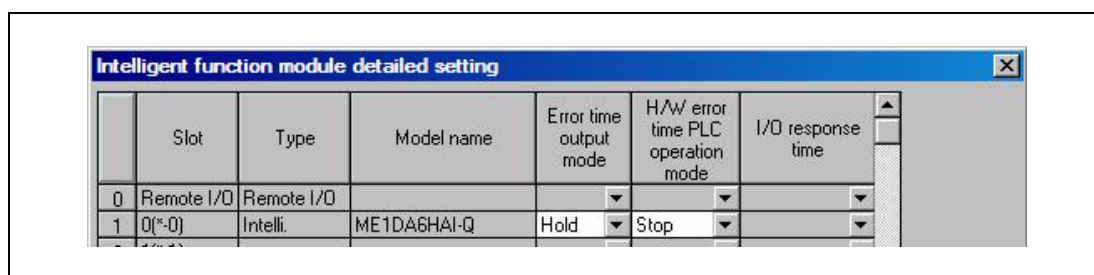 Intelligent function module detailed setting
Slot Type Model name Error time output mode H/W error time PLC operation mode I/O response time
0 Remote I/O Remote I/O
1 0(*-0) Intelli. ME1DA6HAI-Q Hold Stop